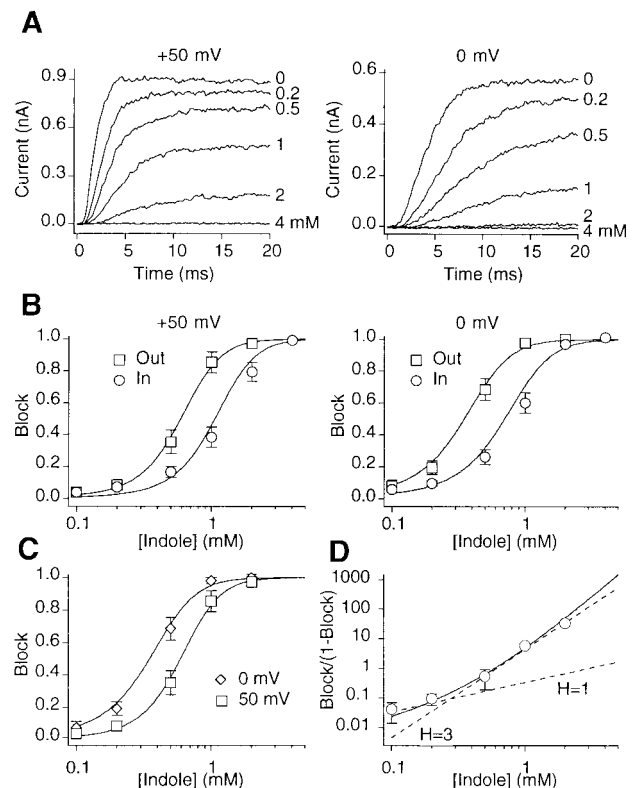 A
+50 mV
0.9
0.6
0.3
0.0
Current (nA)
0
0.2
0.5
1
2
4 mM
0
5
10
15
20
Time (ms)
0 mV
0.6
0.4
0.2
0.0
Current (nA)
0
0.2
0.5
1
2
4 mM
0
5
10
15
20
Time (ms)
B
+50 mV
1.0
0.8
0.6
0.4
0.2
0.0
Block
Out
In
0.1
1
[Indole] (mM)
0 mV
1.0
0.8
0.6
0.4
0.2
0.0
Block
Out
In
0.1
1
[Indole] (mM)
C
1.0
0.8
0.6
0.4
0.2
0.0
Block
0 mV
50 mV
0.1
1
[Indole] (mM)
D
1000
100
10
1
0.1
0.01
Block/(1-Block)
H=1
H=3
0.1
1
[Indole] (mM)